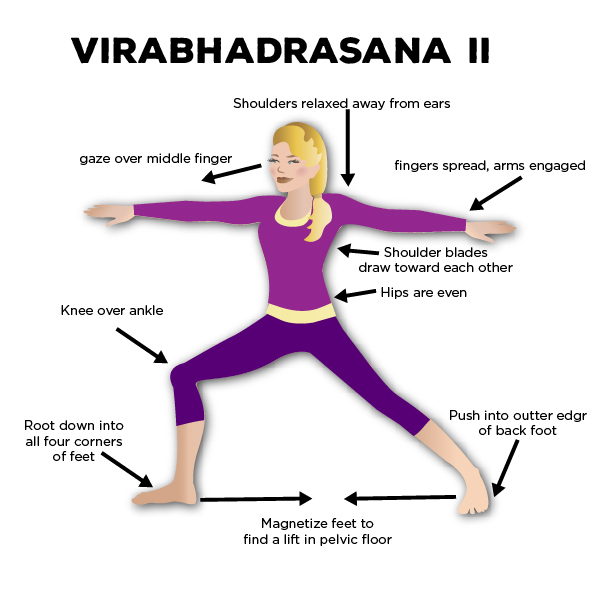 VIRABHADRASANA II
Shoulders relaxed away from ears
gaze over middle finger
fingers spread, arms engaged
Shoulder blades
draw toward each other
Hips are even
Knee over ankle
Root down into
all four corners
of feet
Push into outter edgr
of back foot
Magnetize feet to
find a lift in pelvic floor